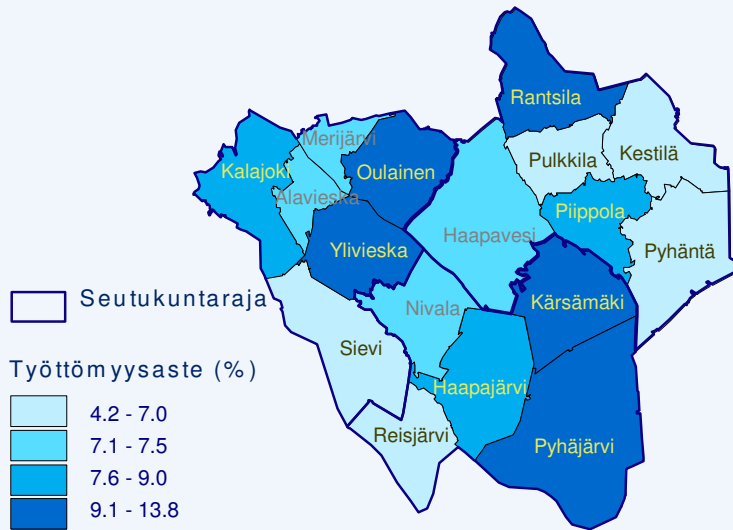 Rantsila
Merijärvi
Pulkkila
Kestilä
Kalajoki
Oulainen
Alavieska
Piippola
Haapavesi
Ylivieska
Pyhäntä
Seutukuntaraja
Nivala
Kärsämäki
Sievi
Työttömyysaste (%)
Haapajärvi
4.2 - 7.0
Reisjärvi
7.1 - 7.5
Pyhäjärvi
7.6 - 9.0
9.1 - 13.8